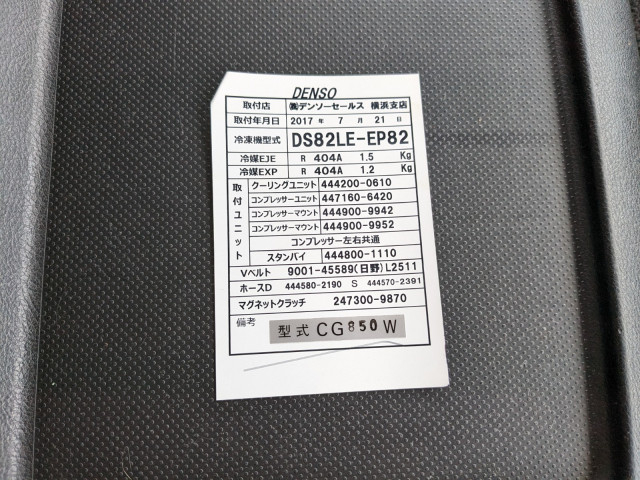 DENSO
取付店 ㈱デンソーセールス 横浜支店
取付年月日 2017 年 7 月 21 日
冷凍機型式 DS82LE-EP82
冷媒EJE R 404A 1.5 Kg
冷媒EXP R 404A 1.2 Kg
取付ユニット
クーリングユニット 444200-0610
コンプレッサーユニット 447160-6420
コンプレッサーマウント 444900-9942
コンプレッサーマウント 444900-9952
コンプレッサー左右共通
スタンバイ 444800-1110
Vベルト 9001-45589(日野)L2511
ホースD 444580-2190 S 444570-2391
マグネットクラッチ 247300-9870
備考 型式 CG850W